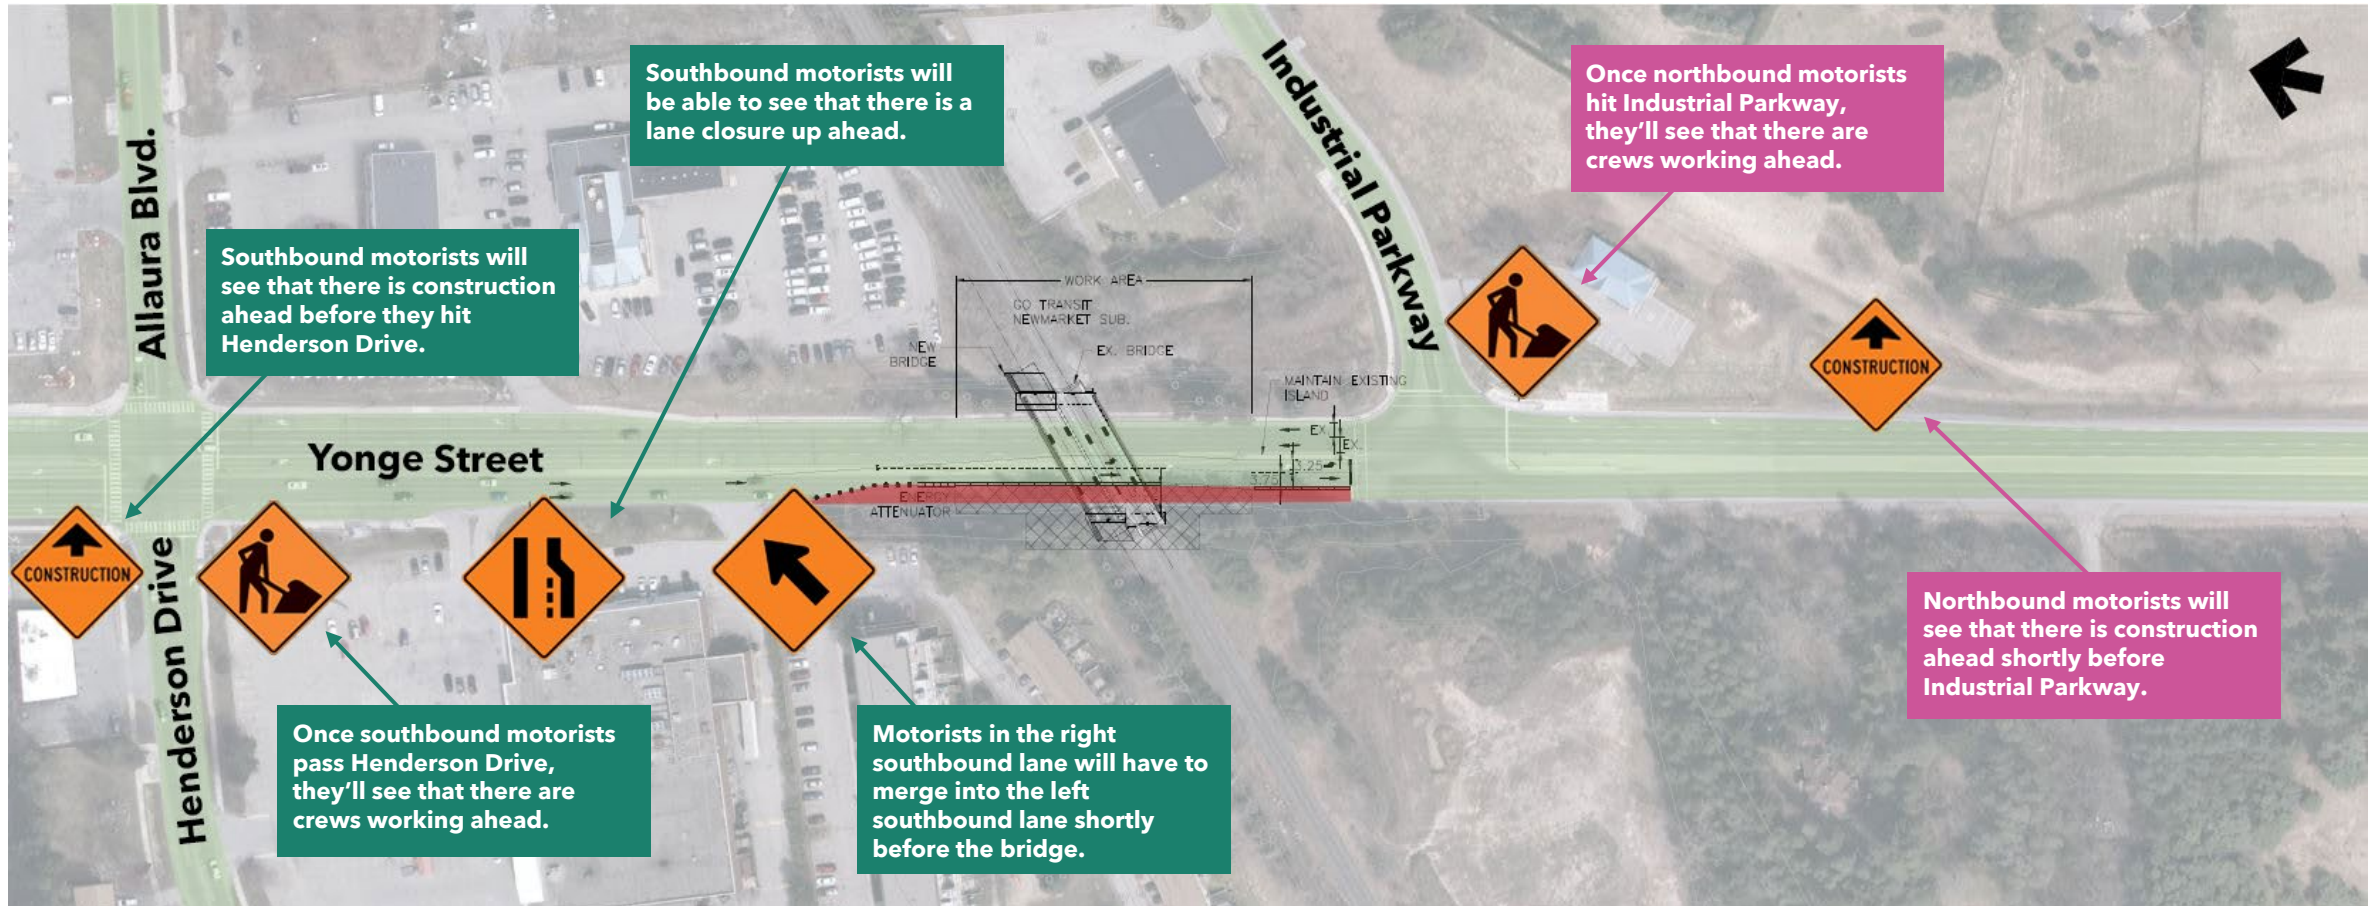 Southbound motorists will
be able to see that there is a
lane closure up ahead.
Once northbound motorists
hit Industrial Parkway,
they'll see that there are
crews working ahead.
Industrial Parkway
Allaura Blvd.
Southbound motorists will
see that there is construction
ahead before they hit
Henderson Drive.
WORK AREA
GO TRANSIT
NEWMARKET SUB.
NEW
BRIDGE
EX. BRIDGE
MAINTAIN EXISTING
ISLAND
CONSTRUCTION
EX.
EX.
Yonge Street
3.25
3.75
ENERGY
ATTENUATOR
CONSTRUCTION
Henderson Drive
Northbound motorists will
see that there is construction
ahead shortly before
Industrial Parkway.
Once southbound motorists
pass Henderson Drive,
they'll see that there are
crews working ahead.
Motorists in the right
southbound lane will have to
merge into the left
southbound lane shortly
before the bridge.